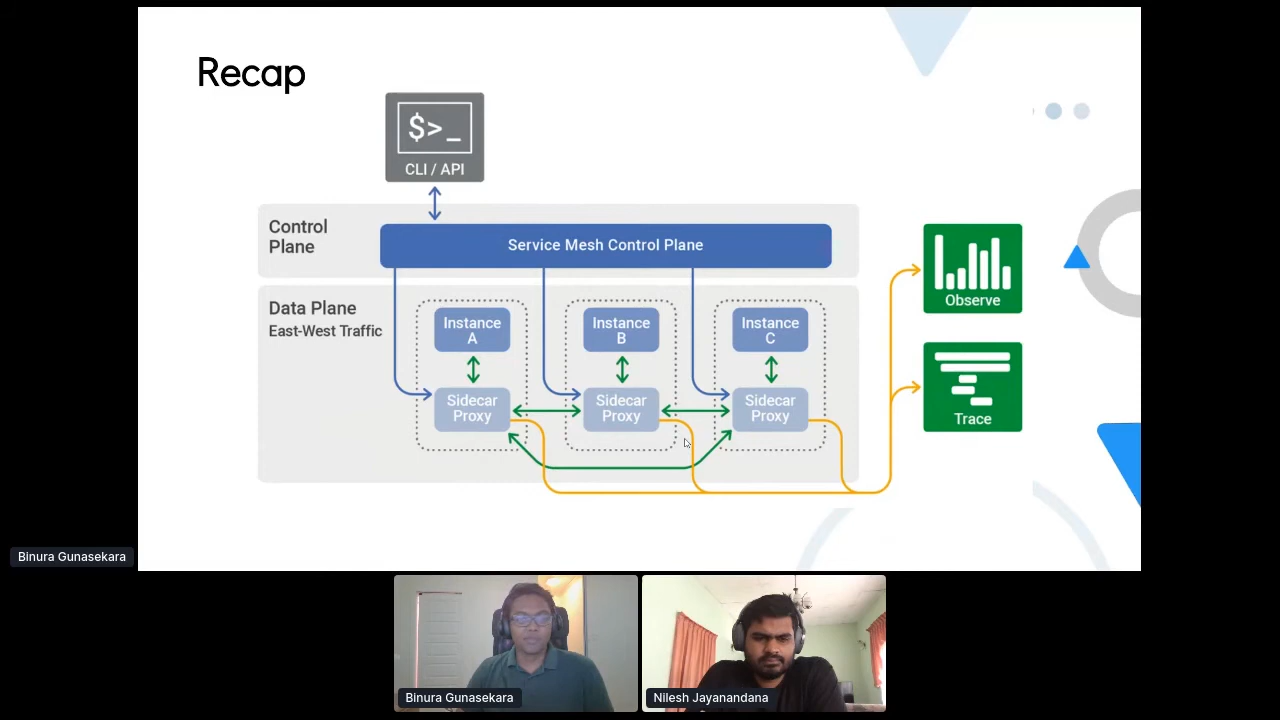 Recap
$>_
CLI / API
Control
Plane
Service Mesh Control Plane
Data Plane
East-West Traffic
Instance
A
Instance
B
Instance
C
Sidecar
Proxy
Sidecar
Proxy
Sidecar
Proxy
Observe
Trace
Binura Gunasekara
Binura Gunasekara
Nilesh Jayanandana